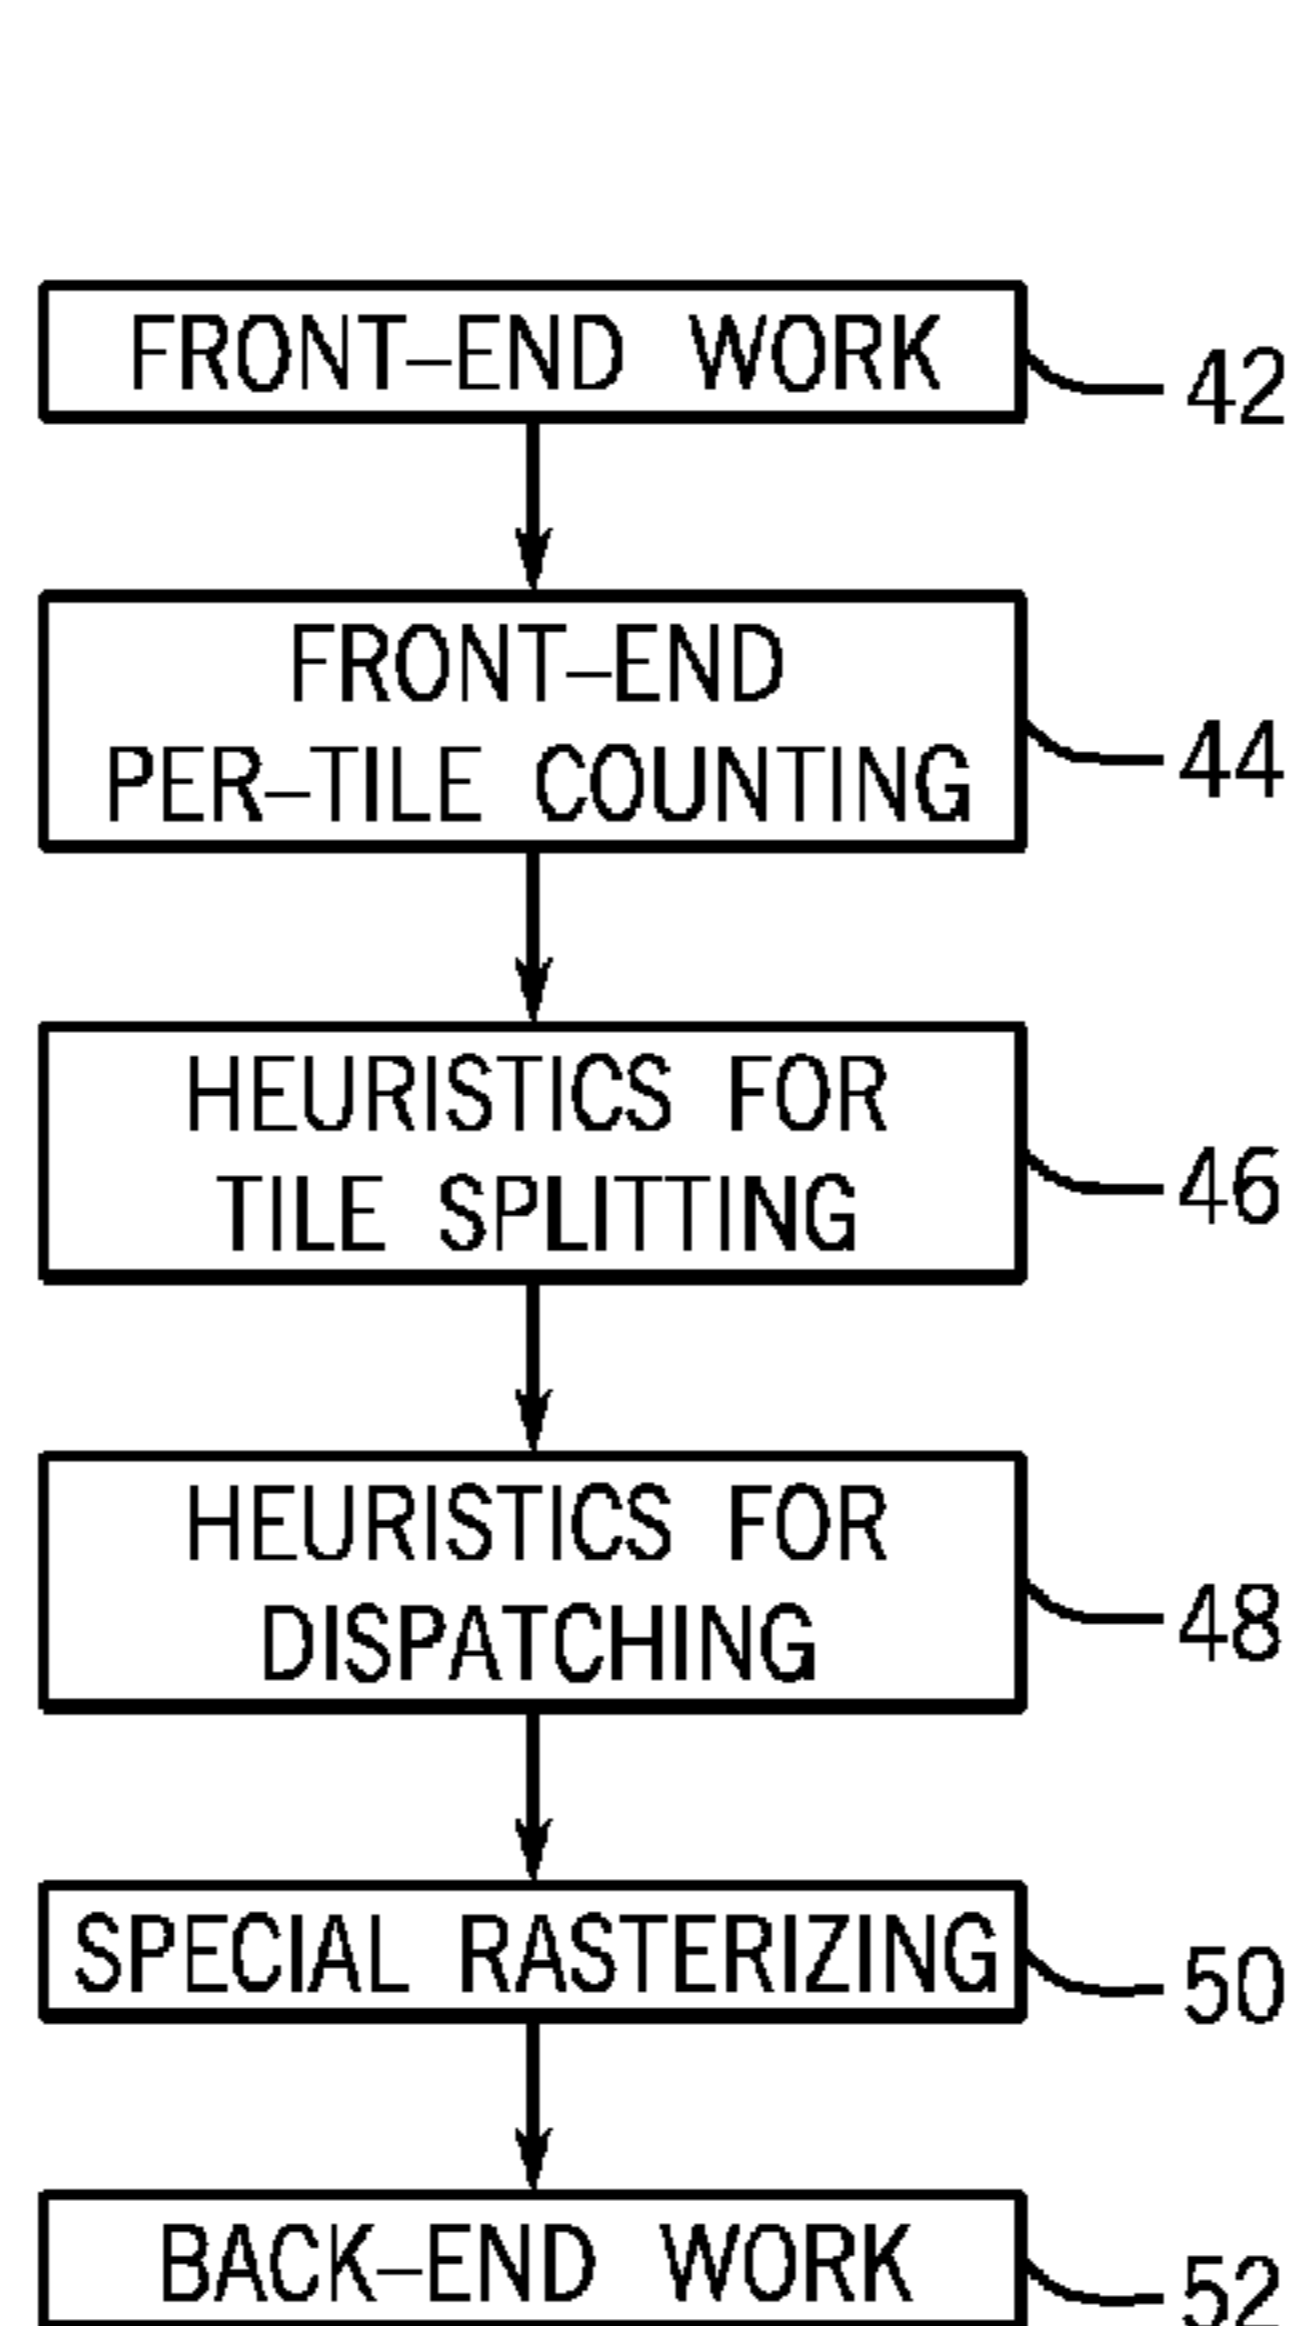 FRONT–END WORK
42
FRONT–END
PER–TILE COUNTING
44
HEURISTICS FOR
TILE SPLITTING
46
HEURISTICS FOR
DISPATCHING
48
SPECIAL RASTERIZING
50
BACK–END WORK
52